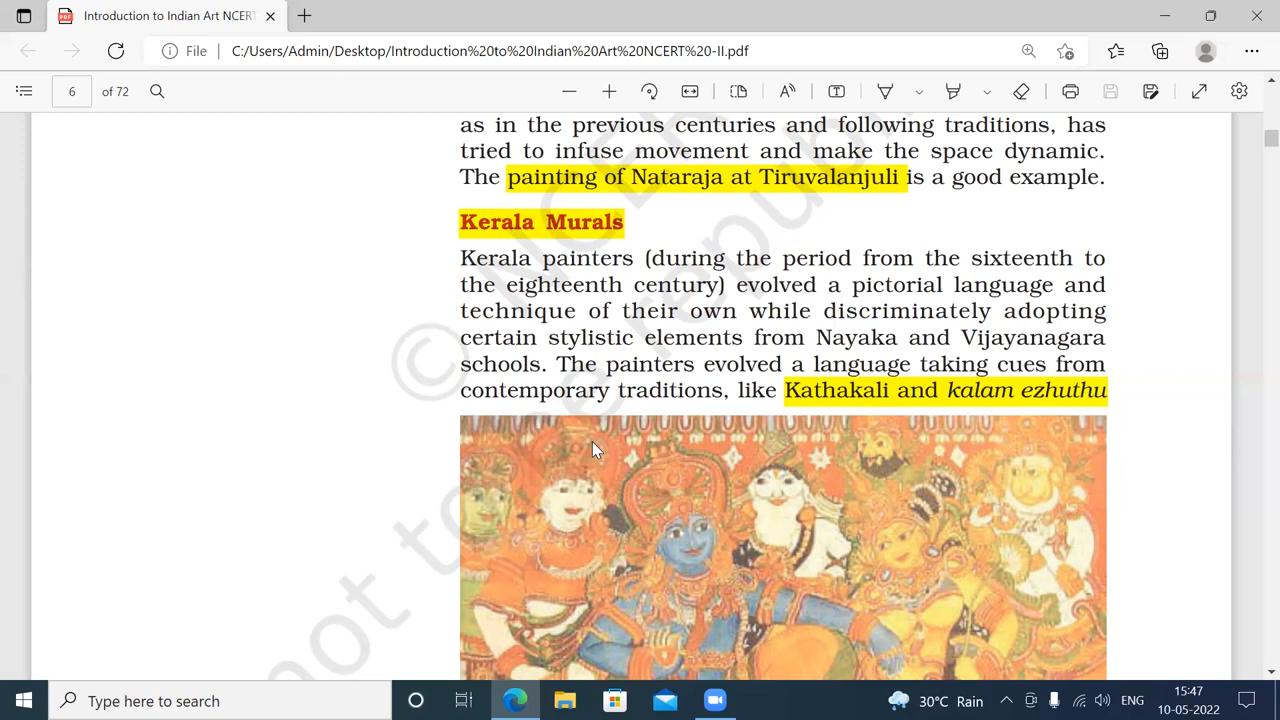 Introduction to Indian Art NCERT
File
C:/Users/Admin/Desktop/Introduction%20to%20Indian%20Art%20NCERT%20-II.pdf
6 of 72
as in the previous centuries and following traditions, has
tried to infuse movement and make the space dynamic.
The painting of Nataraja at Tiruvalanjuli is a good example.
Kerala Murals
Kerala painters (during the period from the sixteenth to
the eighteenth century) evolved a pictorial language and
technique of their own while discriminately adopting
certain stylistic elements from Nayaka and Vijayanagara
schools. The painters evolved a language taking cues from
contemporary traditions, like Kathakali and kalam ezhuthu
© NCER
not to be republi
Type here to search
30°C Rain
ENG
15:47
10-05-2022